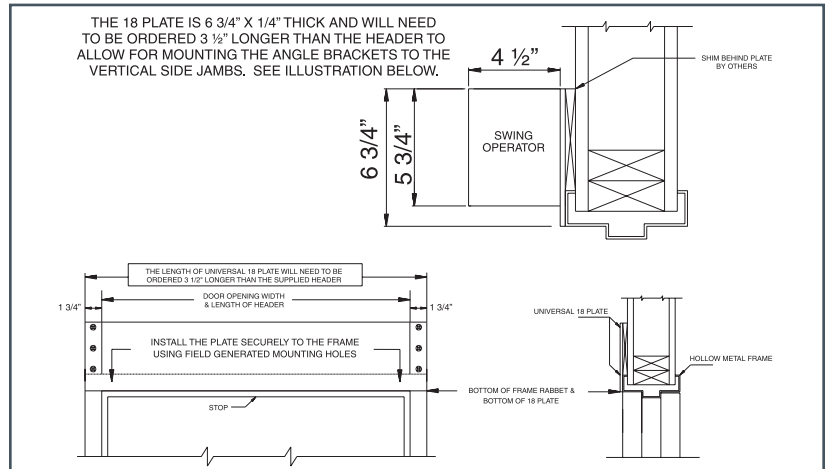 THE 18 PLATE IS 6 3/4” X 1/4” THICK AND WILL NEED
TO BE ORDERED 3 ½” LONGER THAN THE HEADER TO
ALLOW FOR MOUNTING THE ANGLE BRACKETS TO THE
VERTICAL SIDE JAMBS. SEE ILLUSTRATION BELOW.
4 ½”
SHIM BEHIND PLATE
BY OTHERS
6 3/4”
5 3/4”
SWING
OPERATOR
THE LENGTH OF UNIVERSAL 18 PLATE WILL NEED TO BE
ORDERED 3 1/2" LONGER THAN THE SUPPLIED HEADER
1 3/4"
DOOR OPENING WIDTH
& LENGTH OF HEADER
1 3/4"
INSTALL THE PLATE SECURELY TO THE FRAME
USING FIELD GENERATED MOUNTING HOLES
STOP
UNIVERSAL 18 PLATE
HOLLOW METAL FRAME
BOTTOM OF FRAME RABBET &
BOTTOM OF 18 PLATE